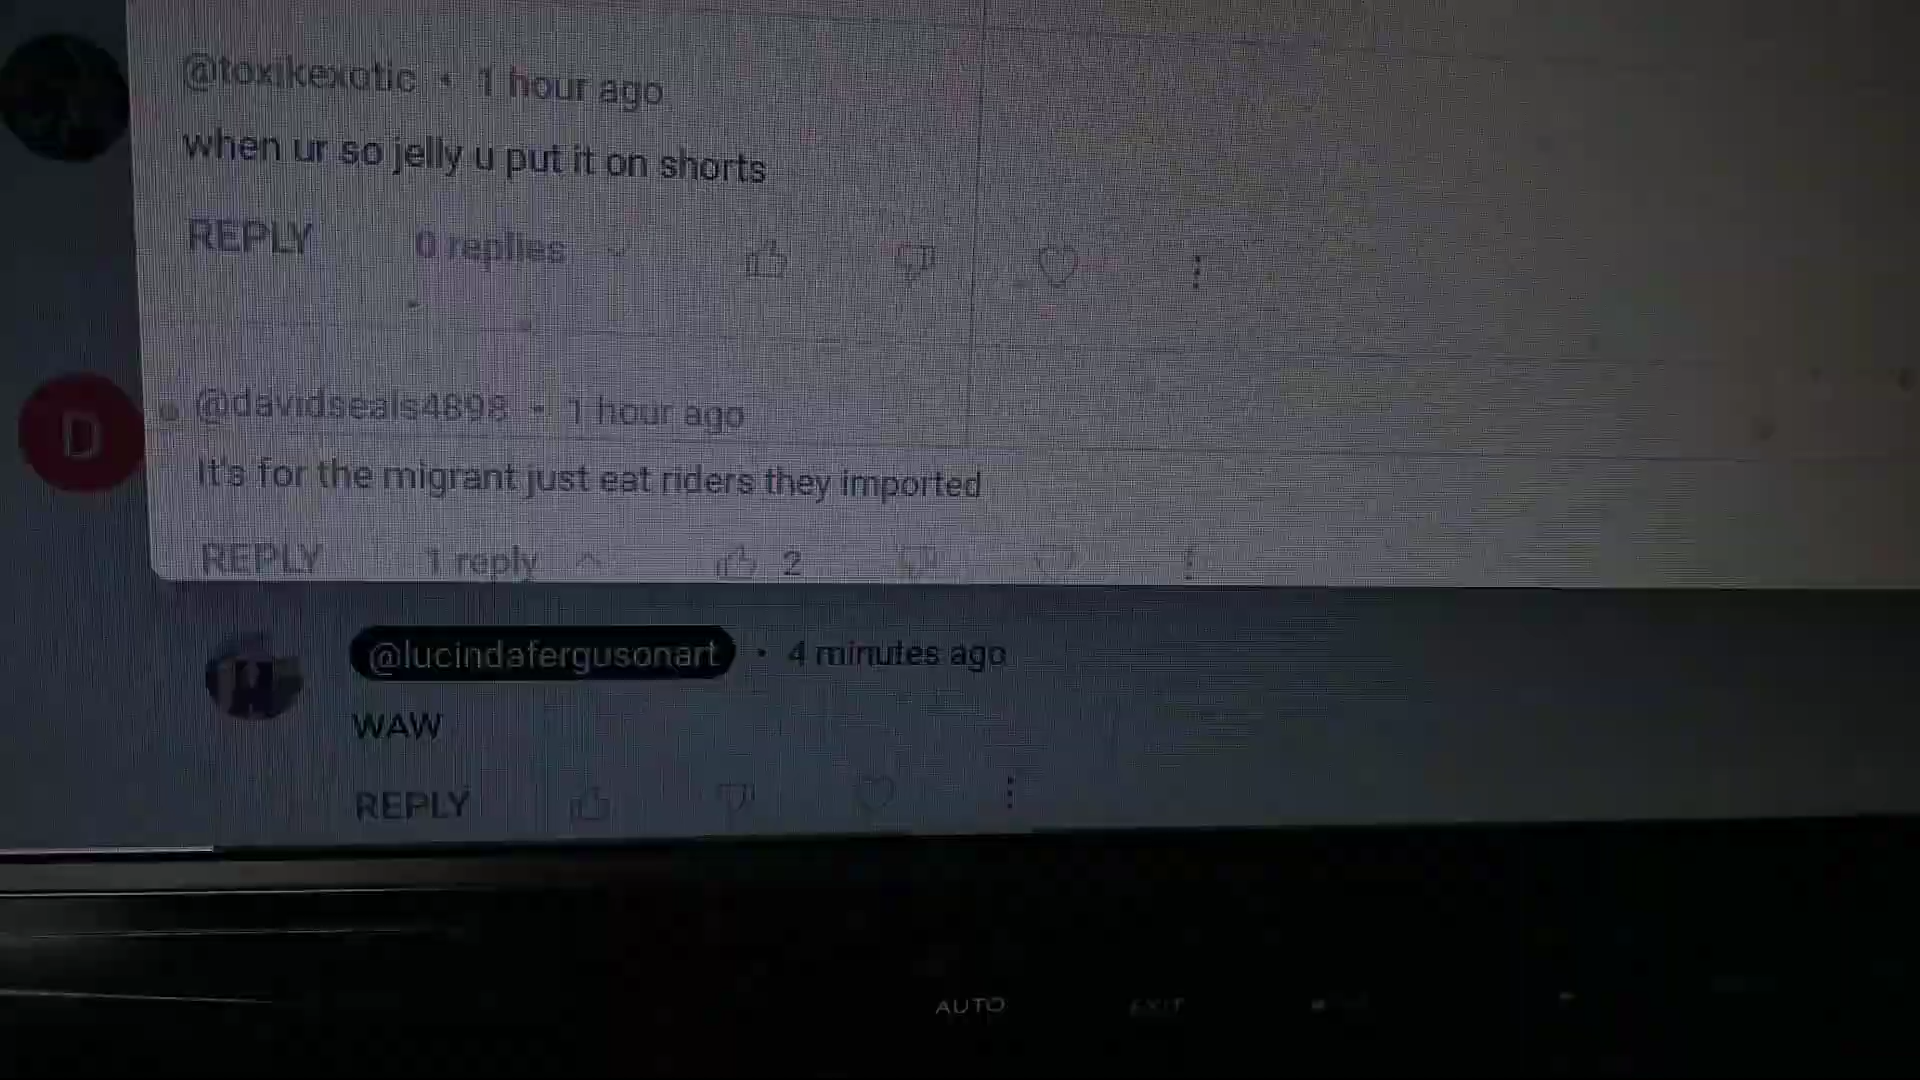 @toxikexotic • 1 hour ago
when ur so jelly u put it on shorts
REPLY 0 replies
D
@davidseals4898 • 1 hour ago
It's for the migrant just eat riders they imported
REPLY 1 reply 2
@lucindafergusonart • 4 minutes ago
WAW
REPLY
AUTO EXIT